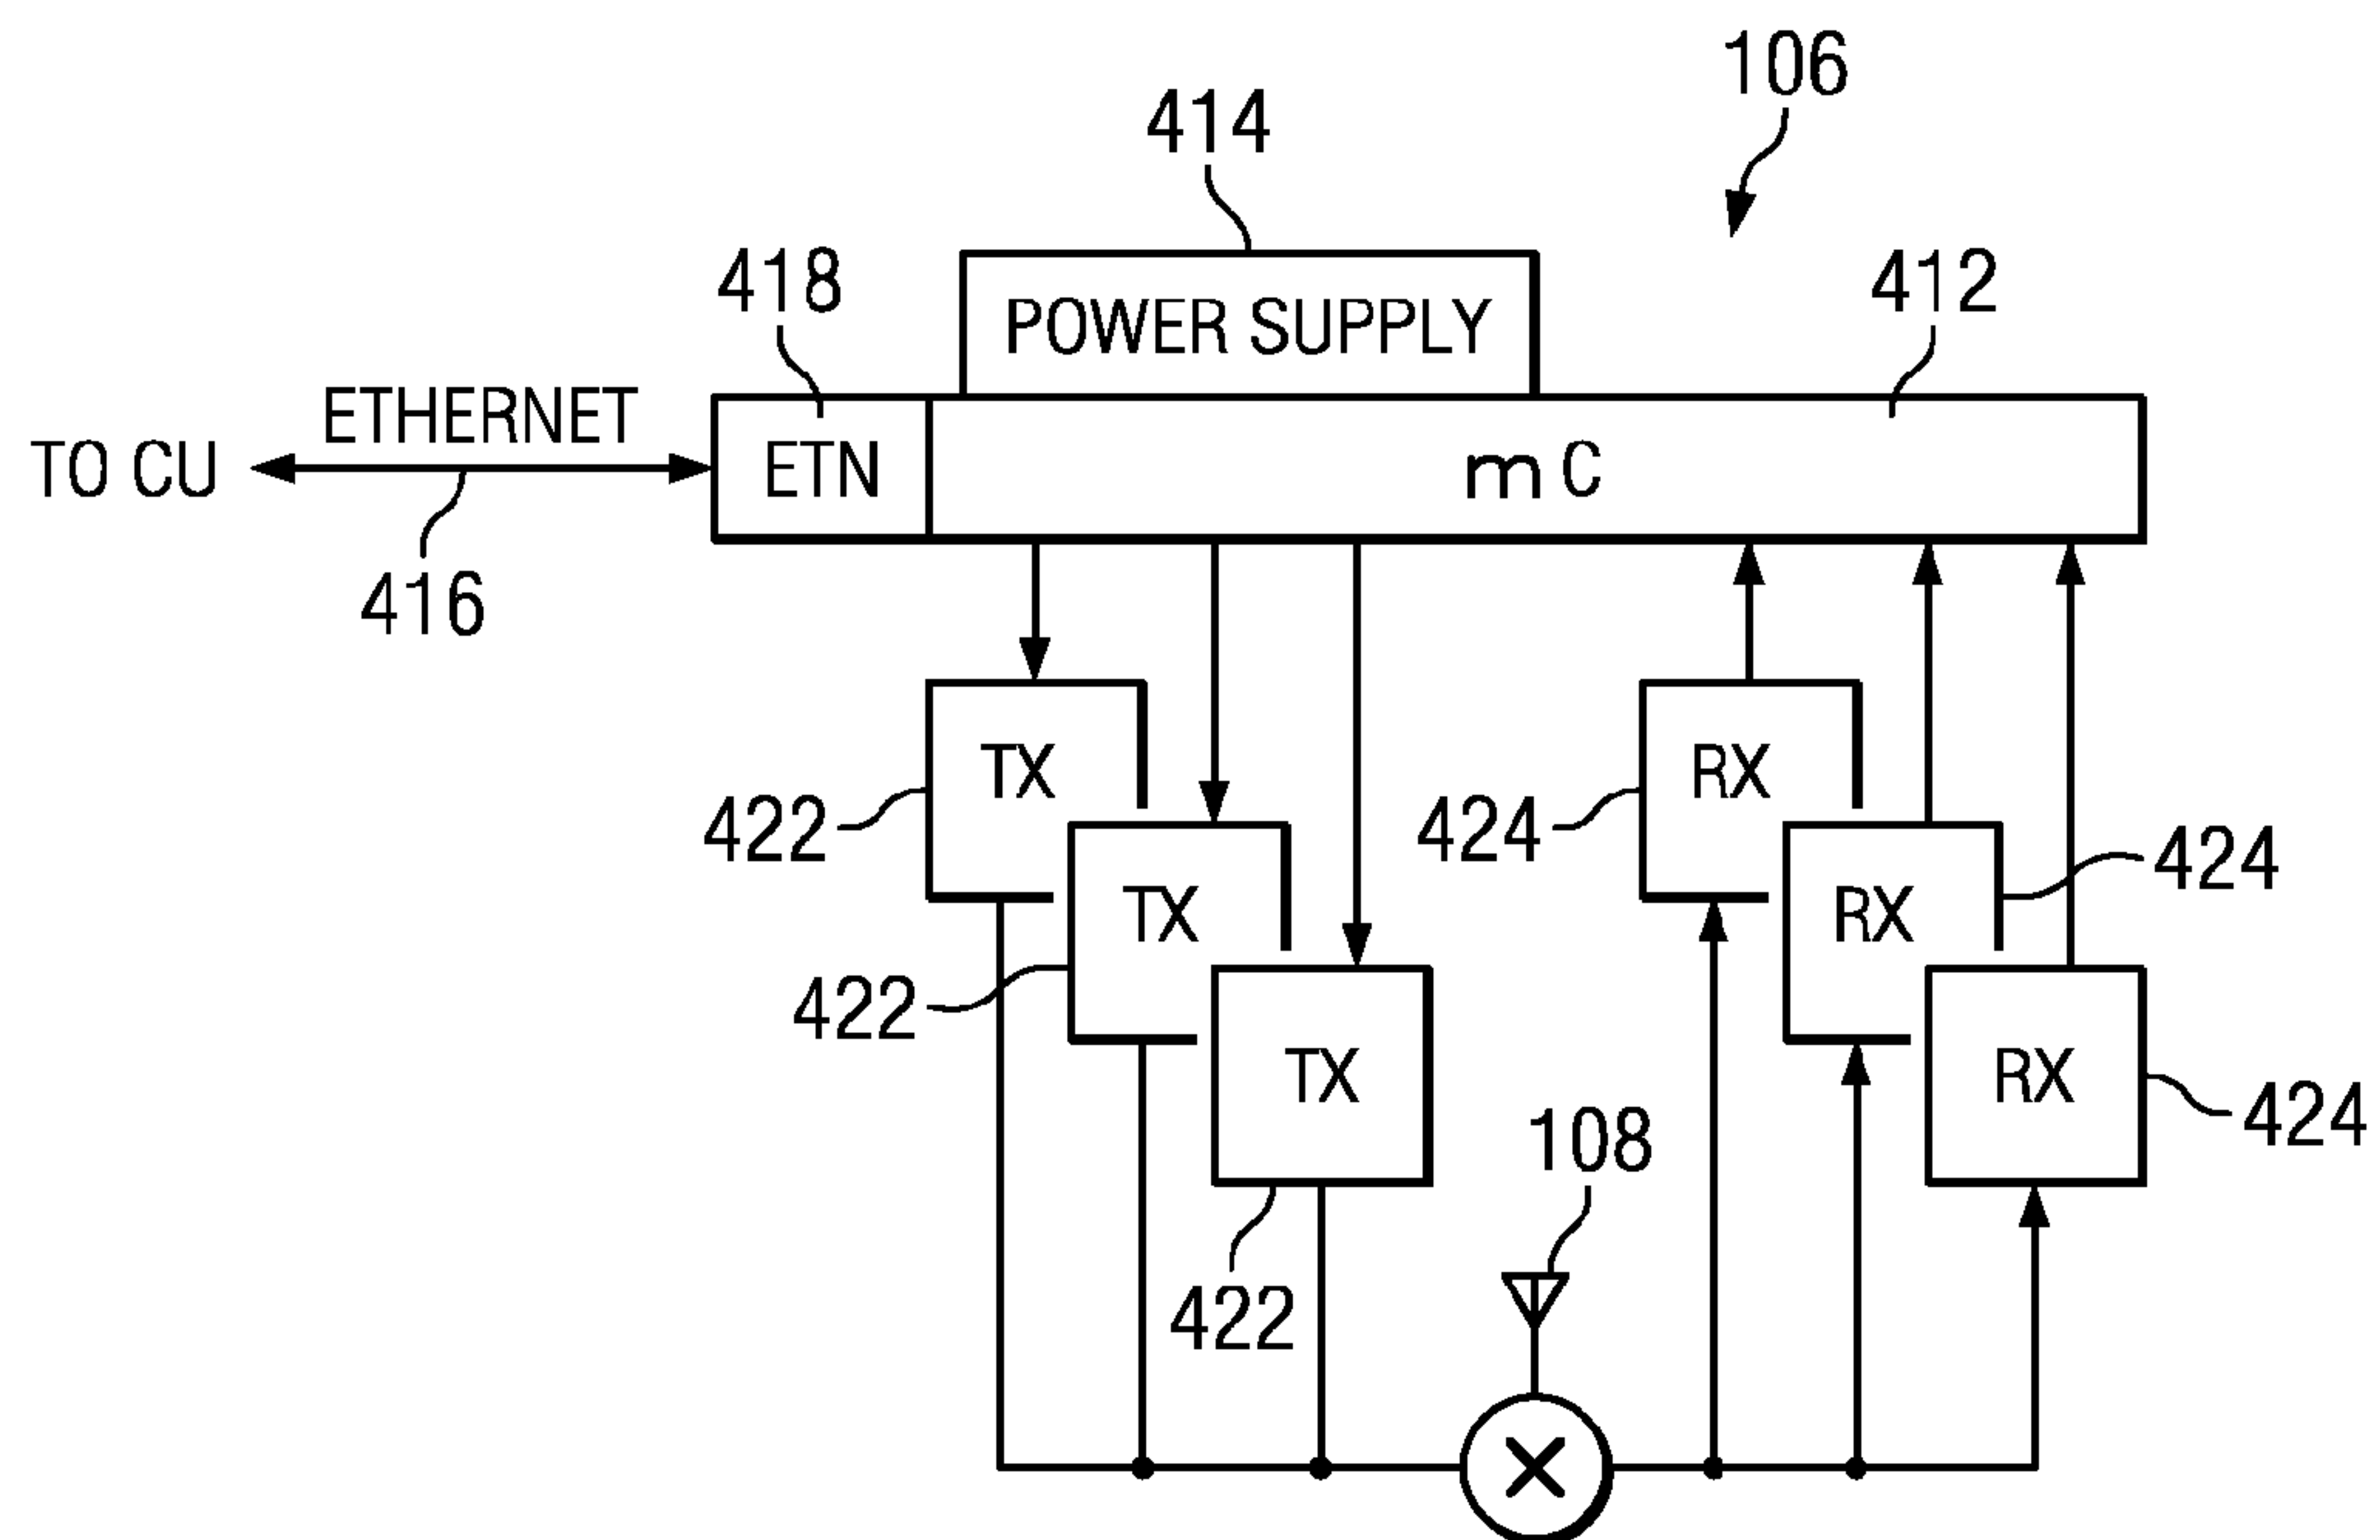 106
414
418
412
POWER SUPPLY
ETHERNET
TO CU
ETN
m C
416
TX
RX
422
424
TX
RX
424
422
TX
RX
424
108
422
X